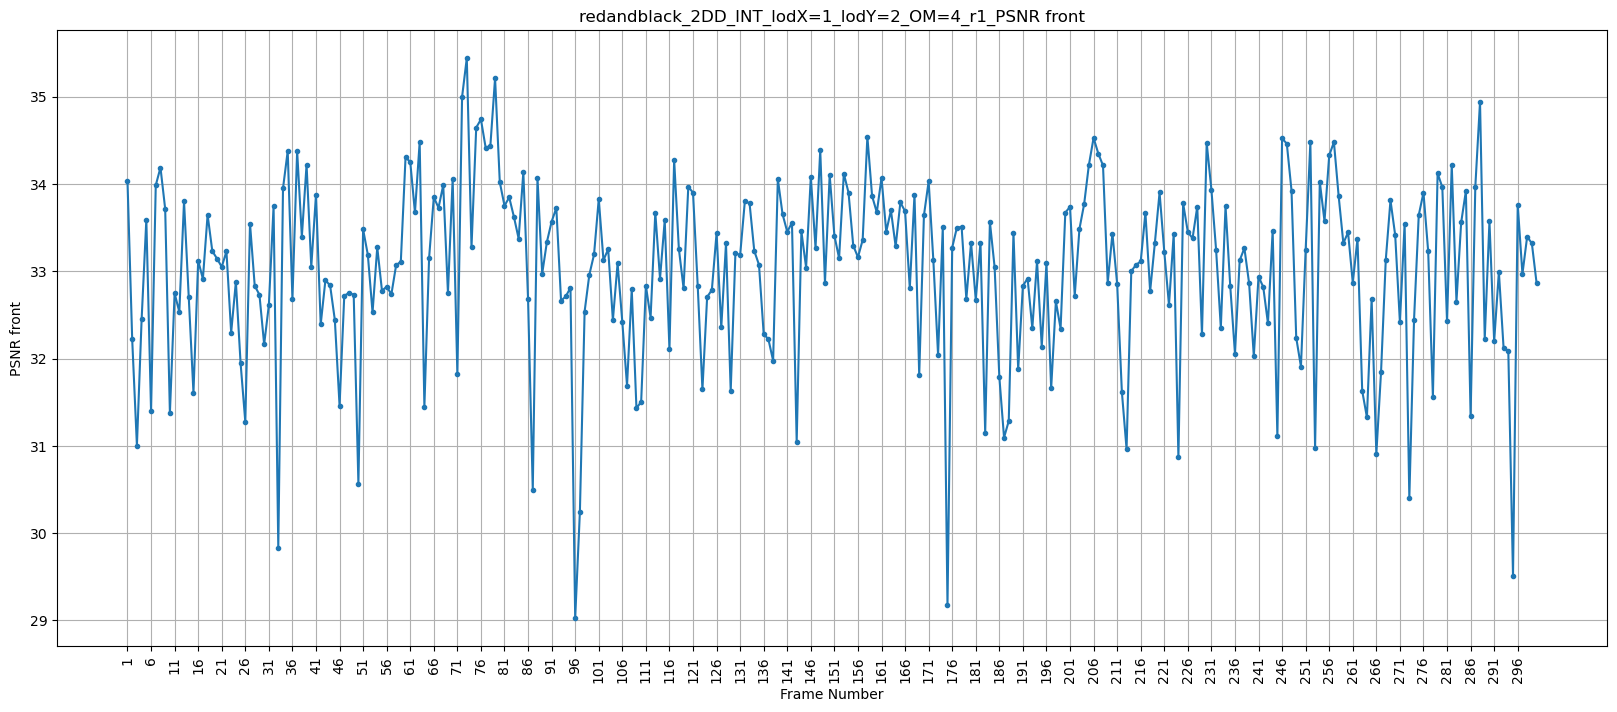 redandblack_2DD_INT_lodX=1_lodY=2_OM=4_r1_PSNR front
PSNR front
35
34
33
32
31
30
29
1 6 11 16 21 26 31 36 41 46 51 56 61 66 71 76 81 86 91 96 101 106 111 116 121 126 131 136 141 146 151 156 161 166 171 176 181 186 191 196 201 206 211 216 221 226 231 236 241 246 251 256 261 266 271 276 281 286 291 296
Frame Number